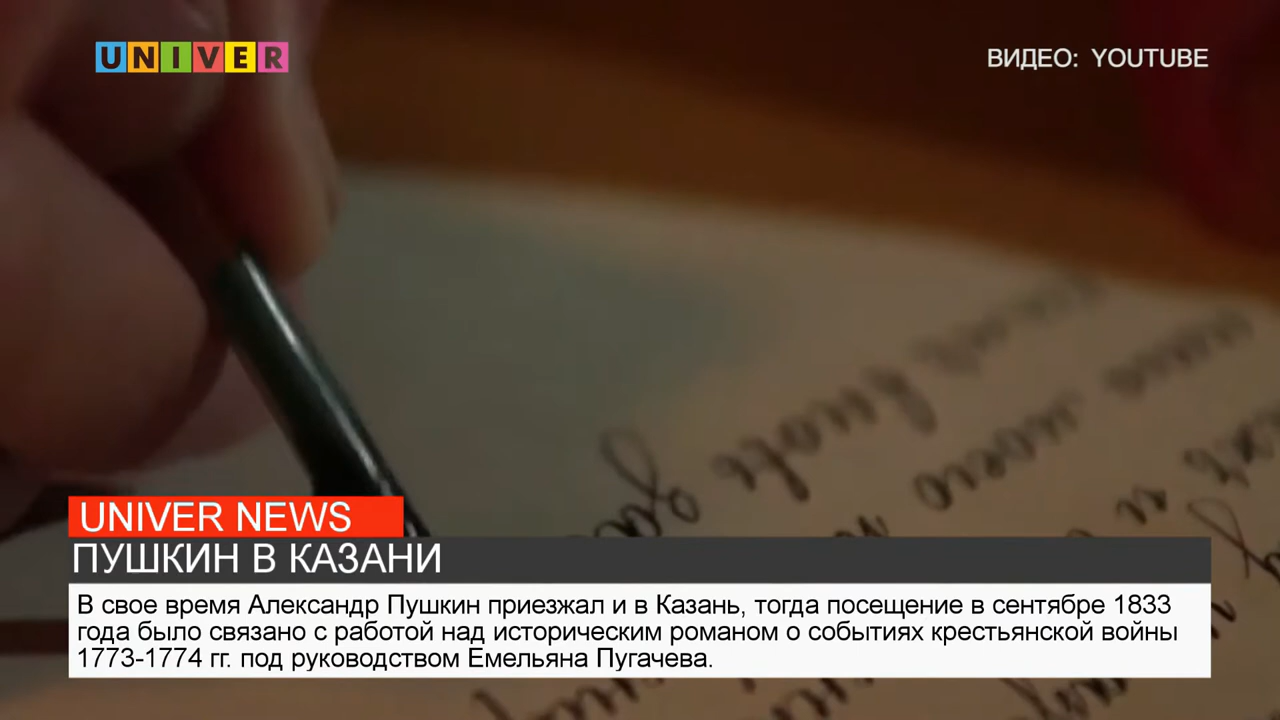 UNIVER
ВИДЕО: YOUTUBE
UNIVER NEWS
ПУШКИН В КАЗАНИ
В свое время Александр Пушкин приезжал и в Казань, тогда посещение в сентябре 1833
года было связано с работой над историческим романом о событиях крестьянской войны
1773-1774 гг. под руководством Емельяна Пугачева.